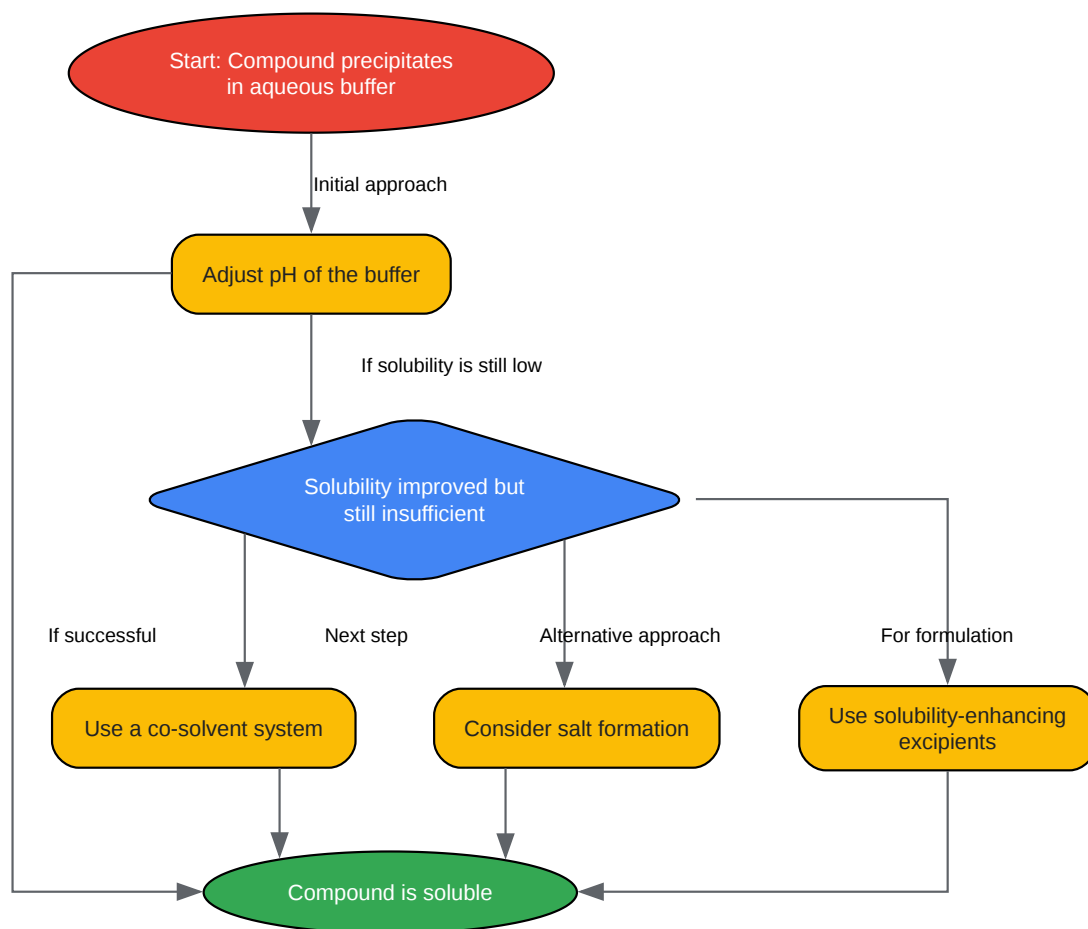 Start: Compound precipitates
in aqueous buffer
Initial approach
Adjust pH of the buffer
If solubility is still low
Solubility improved but
still insufficient
If successful
Next step
Alternative approach
For formulation
Use a co-solvent system
Consider salt formation
Use solubility-enhancing
excipients
Compound is soluble